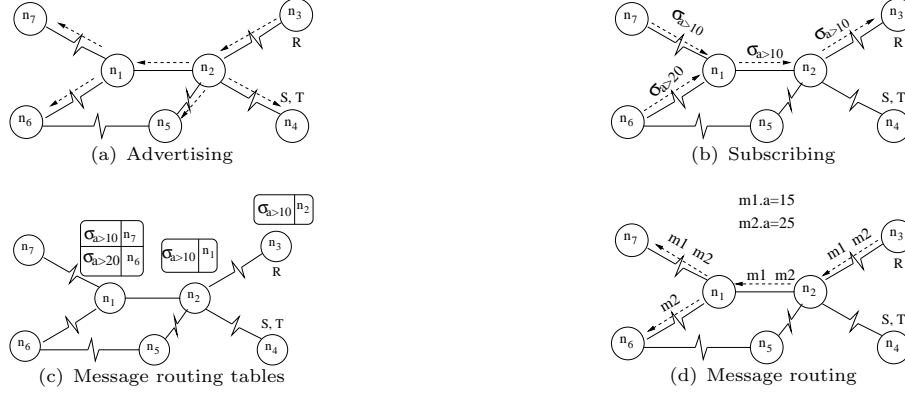 n7
n3
R
n1
n2
S, T
n6
n5
n4
(a) Advertising
n7
σa>10
σa>10
n3
R
n1
σa>10
n2
σa>20
S, T
n6
n5
n4
(b) Subscribing
σa>10 n2
σa>10 n7
σa>20 n6
σa>10 n1
n7
n3
R
n1
n2
S, T
n6
n5
n4
(c) Message routing tables
m1.a=15
m2.a=25
n7
m1 m2
m1 m2
n3
R
n1
m1 m2
n2
m2
S, T
n6
n5
n4
(d) Message routing